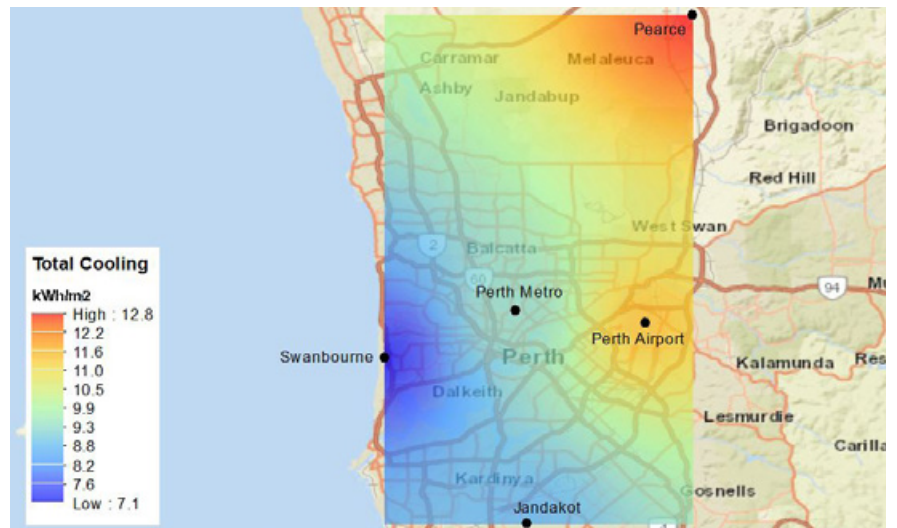 Pearce
Carramar
Melaleuca
Ashby
Jandabup
Brigadoon
Red Hill
West Swan
2
Balcatta
60
94
Mu
Perth Metro
Perth Airport
Swanbourne
Perth
Kalamunda
Res
Dalkeith
Lesmurdie
Carilla
Kardinya
Gosnells
Jandakot
Total Cooling
kWh/m2
High : 12.8
12.2
11.6
11.0
10.5
9.9
9.3
8.8
8.2
7.6
Low : 7.1